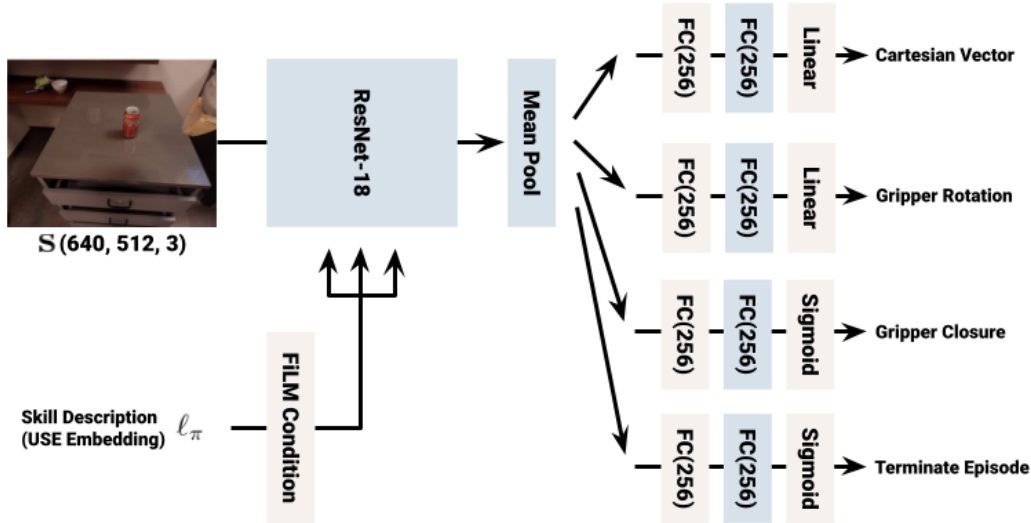 S (640, 512, 3)
ResNet-18
Mean Pool
FC(256)
FC(256)
Linear
Cartesian Vector
FC(256)
FC(256)
Linear
Gripper Rotation
FC(256)
FC(256)
Sigmoid
Gripper Closure
FC(256)
FC(256)
Sigmoid
Terminate Episode
Skill Description
(USE Embedding) ℓπ
FiLM Condition